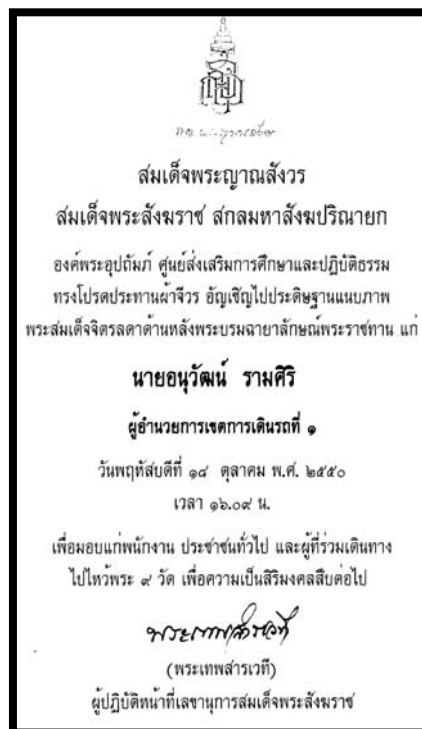 สมเด็จพระญาณสังวร
สมเด็จพระสังฆราช สกลมหาสังฆปริณายก
องค์พระอุปถัมภ์ ศูนย์ส่งเสริมการศึกษาและปฏิบัติธรรม
ทรงโปรดประทานผ้าจีวร อัญเชิญไปประดิษฐานแนบภาพ
พระสมเด็จจิตรลดาด้านหลังพระบรมฉายาลักษณ์พระราชทาน แก่
นายอนุวัฒน์ รามศิริ
ผู้อำนวยการเขตการเดินรถที่ ๑
วันพฤหัสบดีที่ ๑๘ ตุลาคม พ.ศ. ๒๕๕๐
เวลา ๑๖.๐๙ น.
เพื่อมอบแก่พนักงาน ประชาชนทั่วไป และผู้ที่ร่วมเดินทาง
ไปไหว้พระ ๙ วัด เพื่อความเป็นสิริมงคลสืบต่อไป
พระเทพสารเวที
(พระเทพสารเวที)
ผู้ปฏิบัติหน้าที่เลขานุการสมเด็จพระสังฆราช